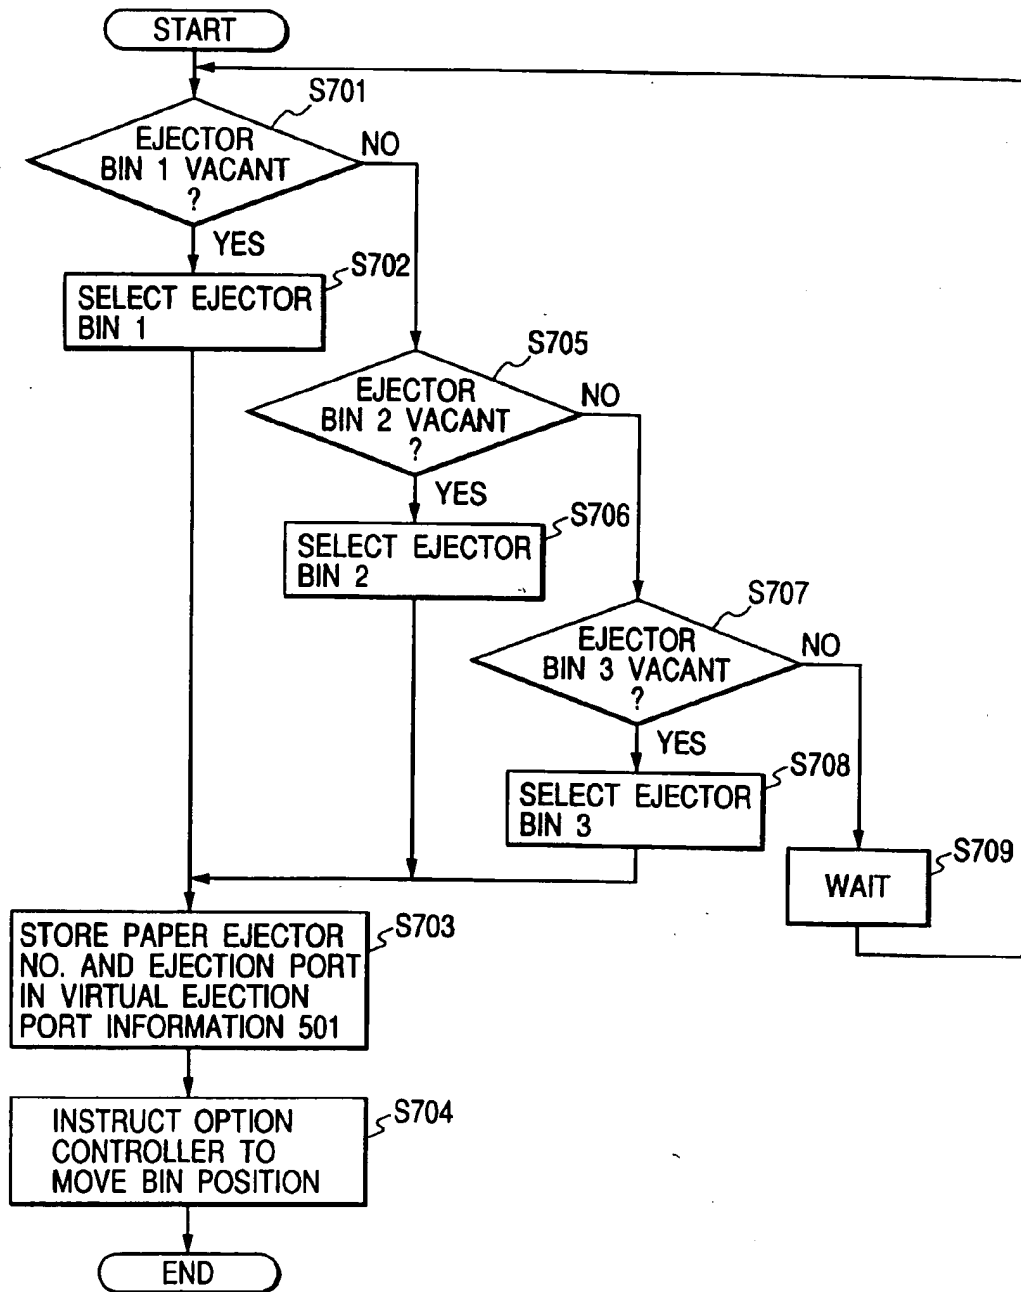 START
S701
EJECTOR
BIN 1 VACANT
?
NO
YES
S702
SELECT EJECTOR
BIN 1
S705
EJECTOR
BIN 2 VACANT
?
NO
YES
S706
SELECT EJECTOR
BIN 2
S707
EJECTOR
BIN 3 VACANT
?
NO
YES
S708
SELECT EJECTOR
BIN 3
S709
WAIT
S703
STORE PAPER EJECTOR
NO. AND EJECTION PORT
IN VIRTUAL EJECTION
PORT INFORMATION 501
S704
INSTRUCT OPTION
CONTROLLER TO
MOVE BIN POSITION
END